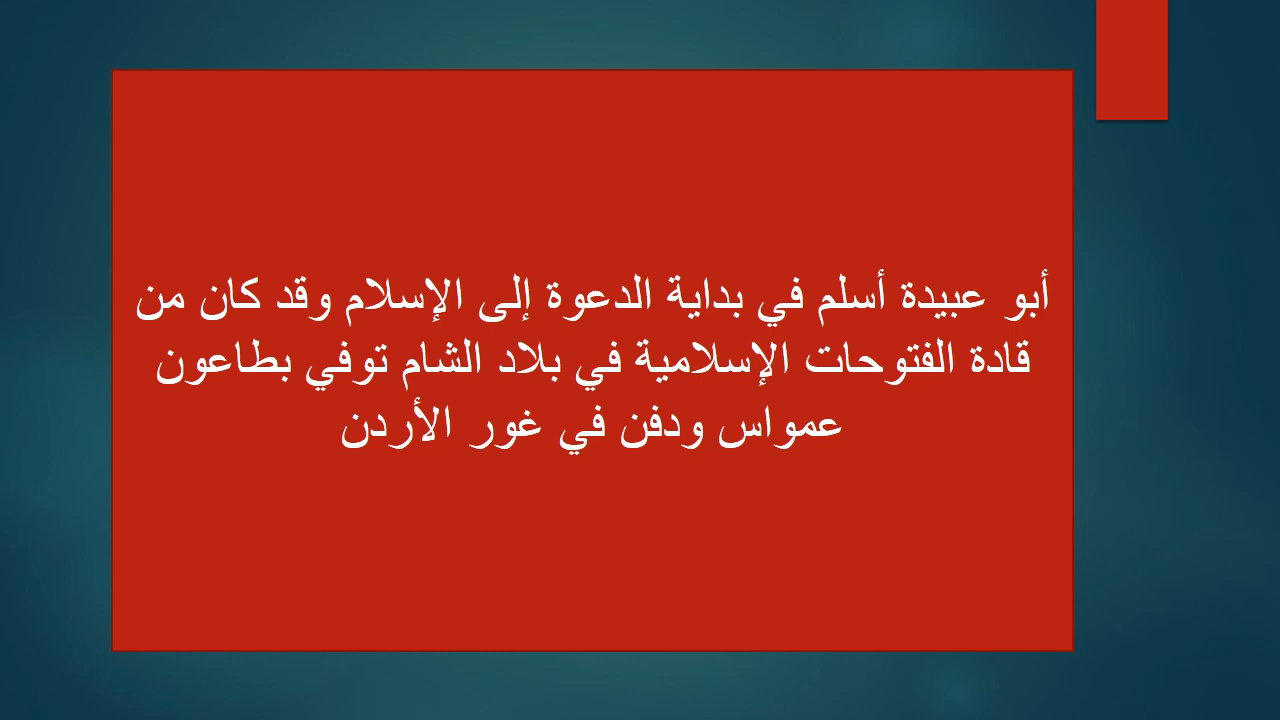 أبو عبيدة أسلم في بداية الدعوة إلى الإسلام وقد كان من
قادة الفتوحات الإسلامية في بلاد الشام توفي بطاعون
عمواس ودفن في غور الأردن